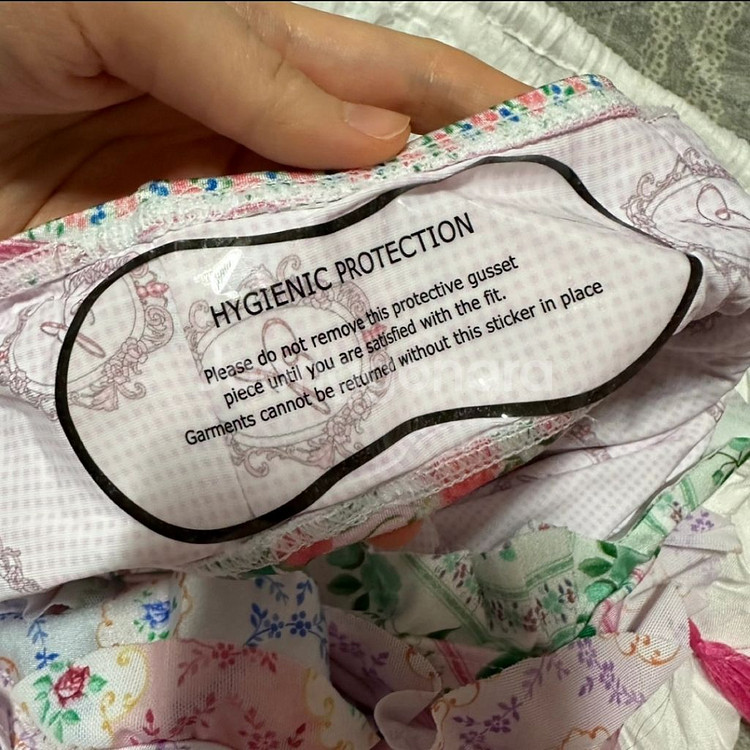 HYGIENIC PROTECTION
Please do not remove this protective gusset
piece until you are satisfied with the fit.
Garments cannot be returned without this sticker in place